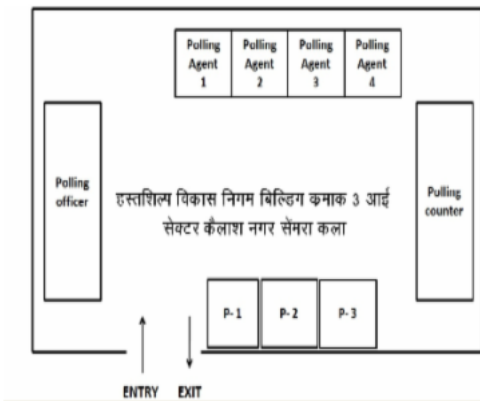 Polling Agent 1
Polling Agent 2
Polling Agent 3
Polling Agent 4
Polling officer
हस्तशिल्प विकास निगम बिल्डिग कमाक 3 आई
सेक्टर कैलाश नगर सेंमरा कला
Pulling counter
P-1
P-2
P-3
ENTRY
EXIT